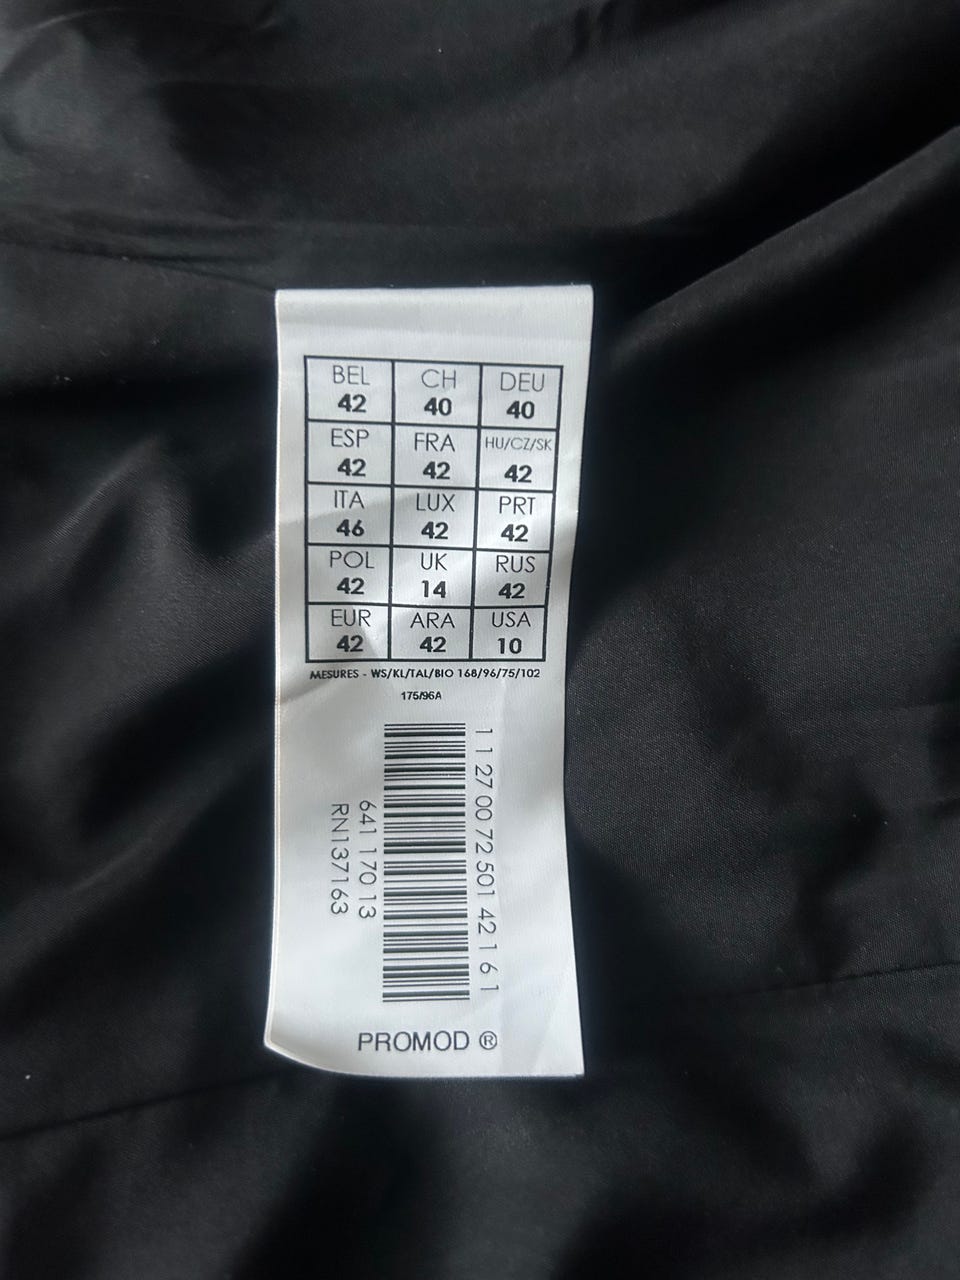 BEL CH DEU
42 40 40
ESP FRA HU/CZ/SK
42 42 42
ITA LUX PRT
46 42 42
POL UK RUS
42 14 42
EUR ARA USA
42 42 10
MESURES - WS/KL/TAL/BIO 168/96/75/102
175/96A
1 1 27 00 72 501 42 1 6 1
641 170 13
RN137163
PROMOD ®